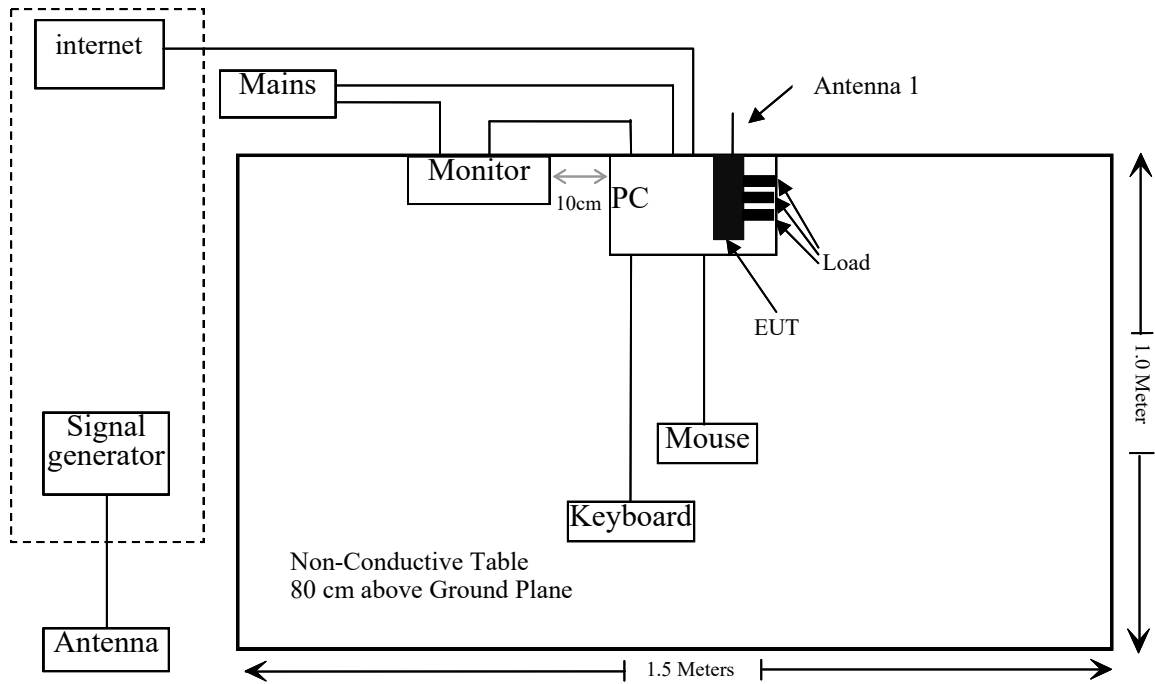 internet
Mains
Antenna 1
Monitor
10cm
PC
Load
EUT
1.0 Meter
Signal
generator
Mouse
Keyboard
Non-Conductive Table
80 cm above Ground Plane
Antenna
1.5 Meters